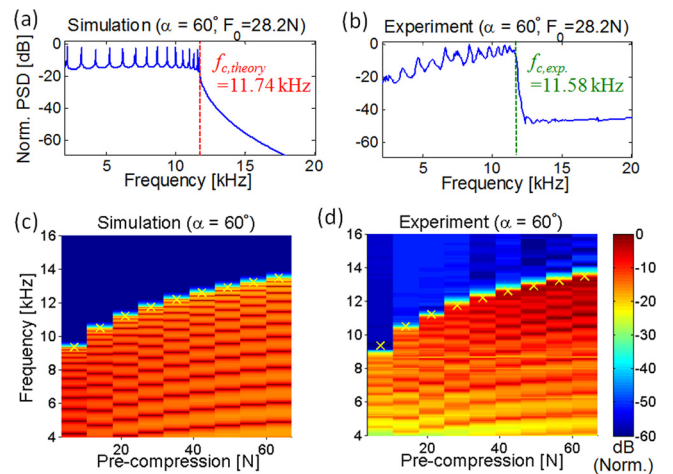 (a) Simulation (α = 60°, F₀=28.2N)
Norm. PSD [dB]
0
-20
-40
-60
f_c,theory
=11.74 kHz
5 10 15 20
Frequency [kHz]
(b) Experiment (α = 60°, F₀=28.2N)
0
-20
-40
-60
f_c,exp.
=11.58 kHz
5 10 15 20
Frequency [kHz]
(c) Simulation (α = 60°)
Frequency [kHz]
16
14
12
10
8
6
4
20 40 60
Pre-compression [N]
(d) Experiment (α = 60°)
16
14
12
10
8
6
4
20 40 60
Pre-compression [N]
0
-10
-20
-30
-40
-50
-60
dB
(Norm.)